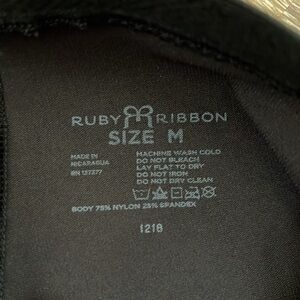 RUBY RIBBON
SIZE M
MADE IN
NICARAGUA
RN 137377
MACHINE WASH COLD
DO NOT BLEACH
LAY FLAT TO DRY
DO NOT IRON
DO NOT DRY CLEAN
BODY 75% NYLON 25% SPANDEX
1218